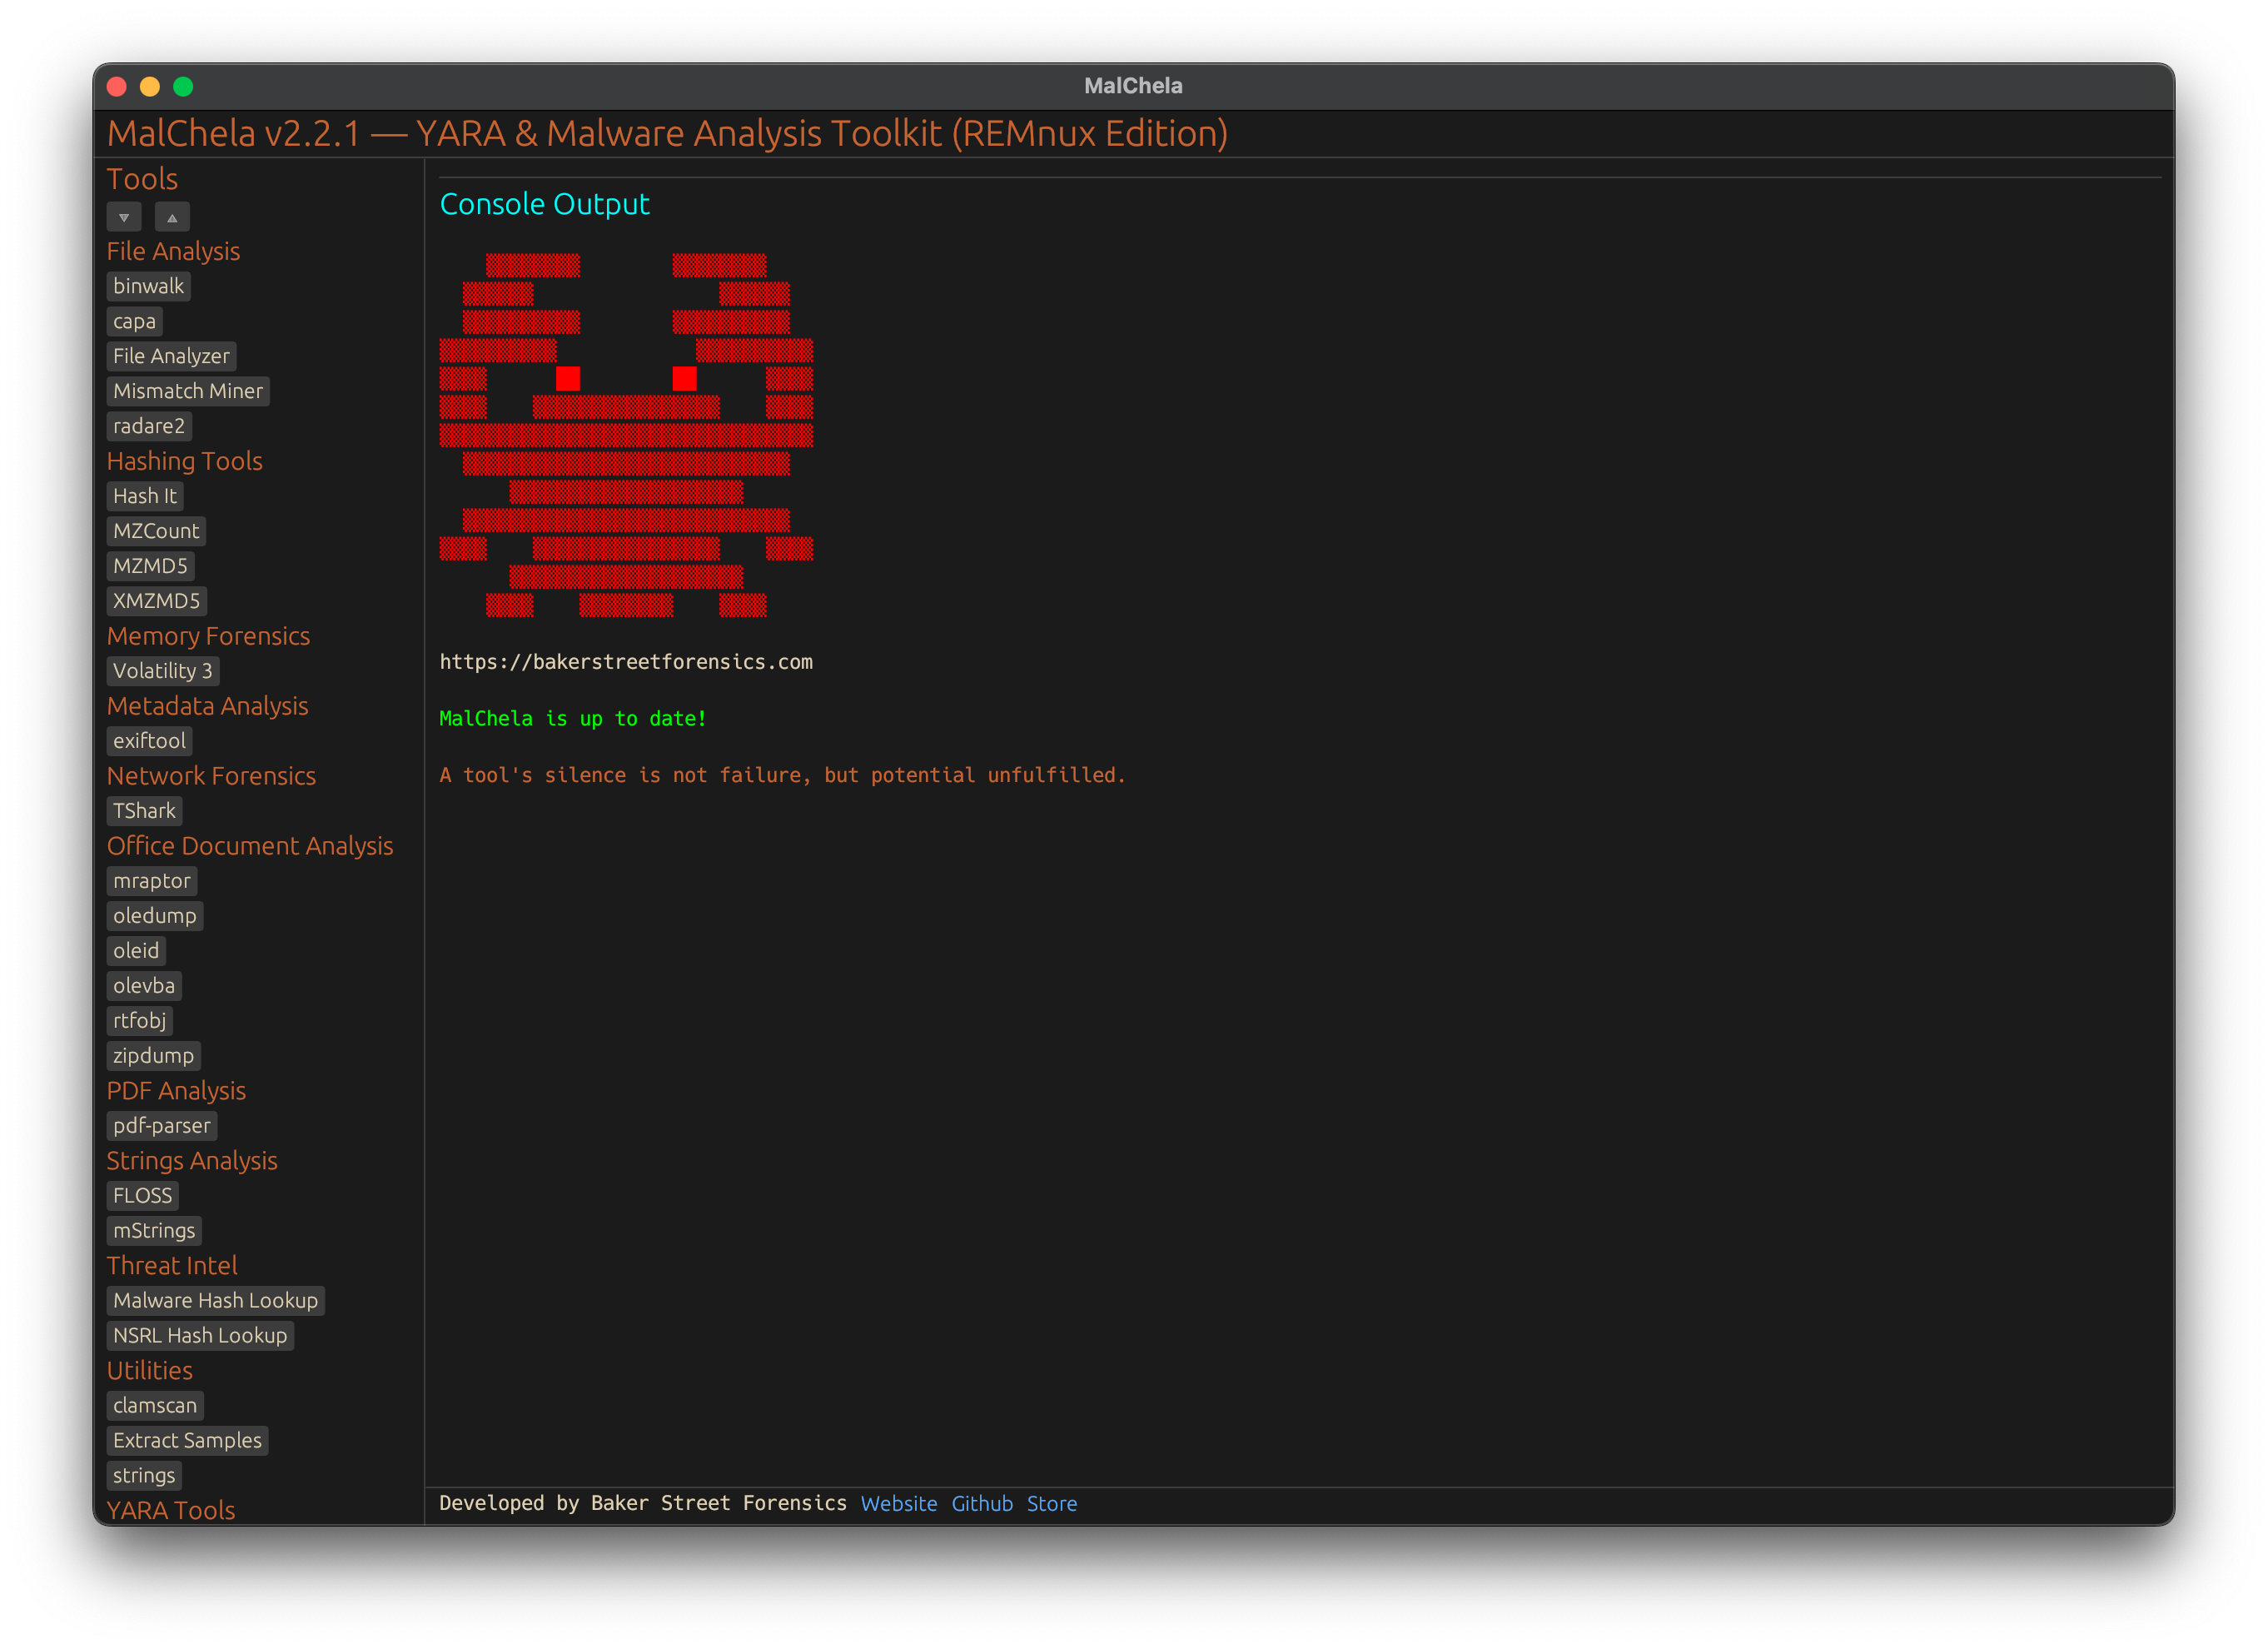 MalChela
MalChela v2.2.1 — YARA & Malware Analysis Toolkit (REMnux Edition)
Tools
File Analysis
binwalk
capa
File Analyzer
Mismatch Miner
radare2
Hashing Tools
Hash It
MZCount
MZMD5
XMZMD5
Memory Forensics
Volatility 3
Metadata Analysis
exiftool
Network Forensics
TShark
Office Document Analysis
mraptor
oledump
oleid
olevba
rtfobj
zipdump
PDF Analysis
pdf-parser
Strings Analysis
FLOSS
mStrings
Threat Intel
Malware Hash Lookup
NSRL Hash Lookup
Utilities
clamscan
Extract Samples
strings
YARA Tools
Console Output
https://bakerstreetforensics.com
MalChela is up to date!
A tool's silence is not failure, but potential unfulfilled.
Developed by Baker Street Forensics Website Github Store